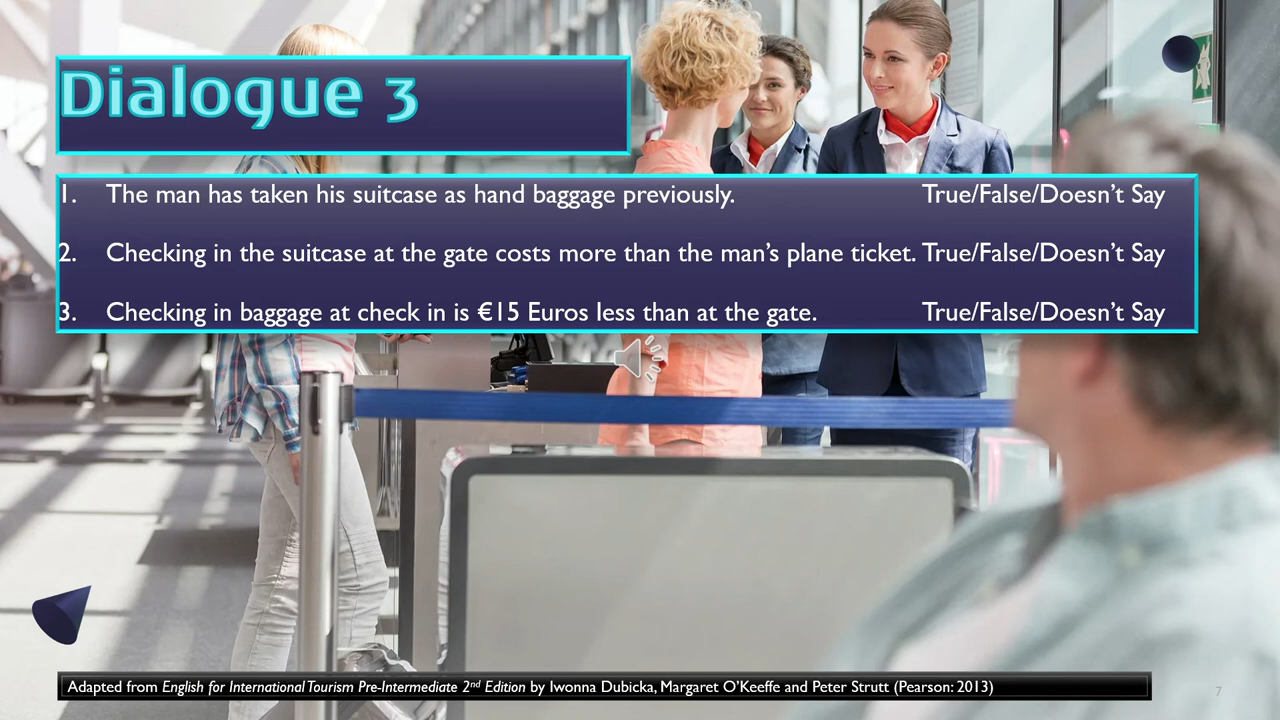 Dialogue 3
1. The man has taken his suitcase as hand baggage previously. True/False/Doesn’t Say
2. Checking in the suitcase at the gate costs more than the man’s plane ticket. True/False/Doesn’t Say
3. Checking in baggage at check in is €15 Euros less than at the gate. True/False/Doesn’t Say
Adapted from English for International Tourism Pre-Intermediate 2nd Edition by Iwonna Dubicka, Margaret O’Keeffe and Peter Strutt (Pearson: 2013)
7